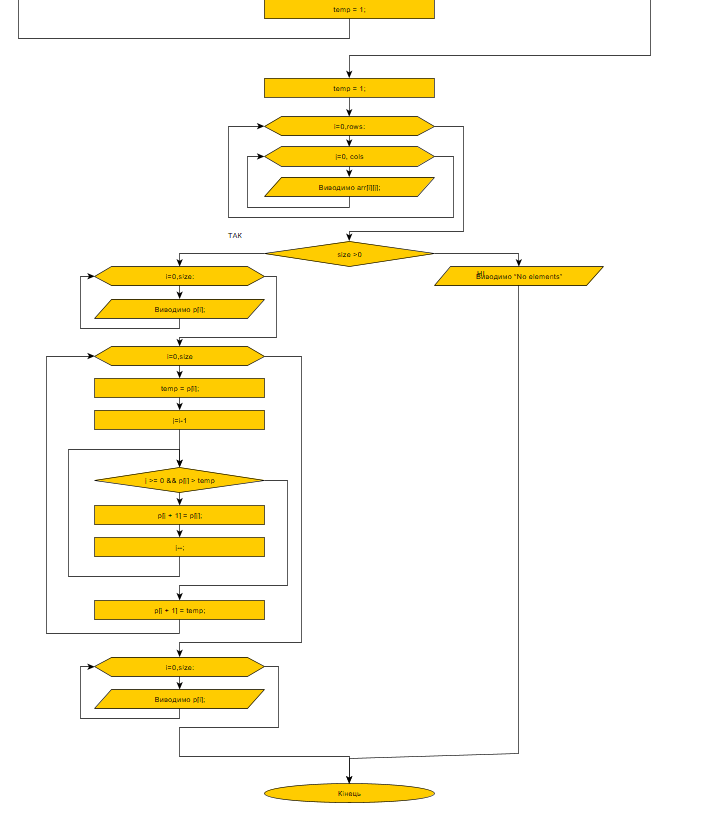 temp = 1;
temp = 1;
i=0,rows;
j=0, cols
Виводимо arr[i][j];
ТАК
size >0
i=0,size;
НІ
Виводимо "No elements"
Виводимо p[i];
i=0,size
temp = p[i];
j=i-1
j >= 0 && p[j] > temp
p[j + 1] = p[j];
j--;
p[j + 1] = temp;
i=0,size;
Виводимо p[i];
Кінець